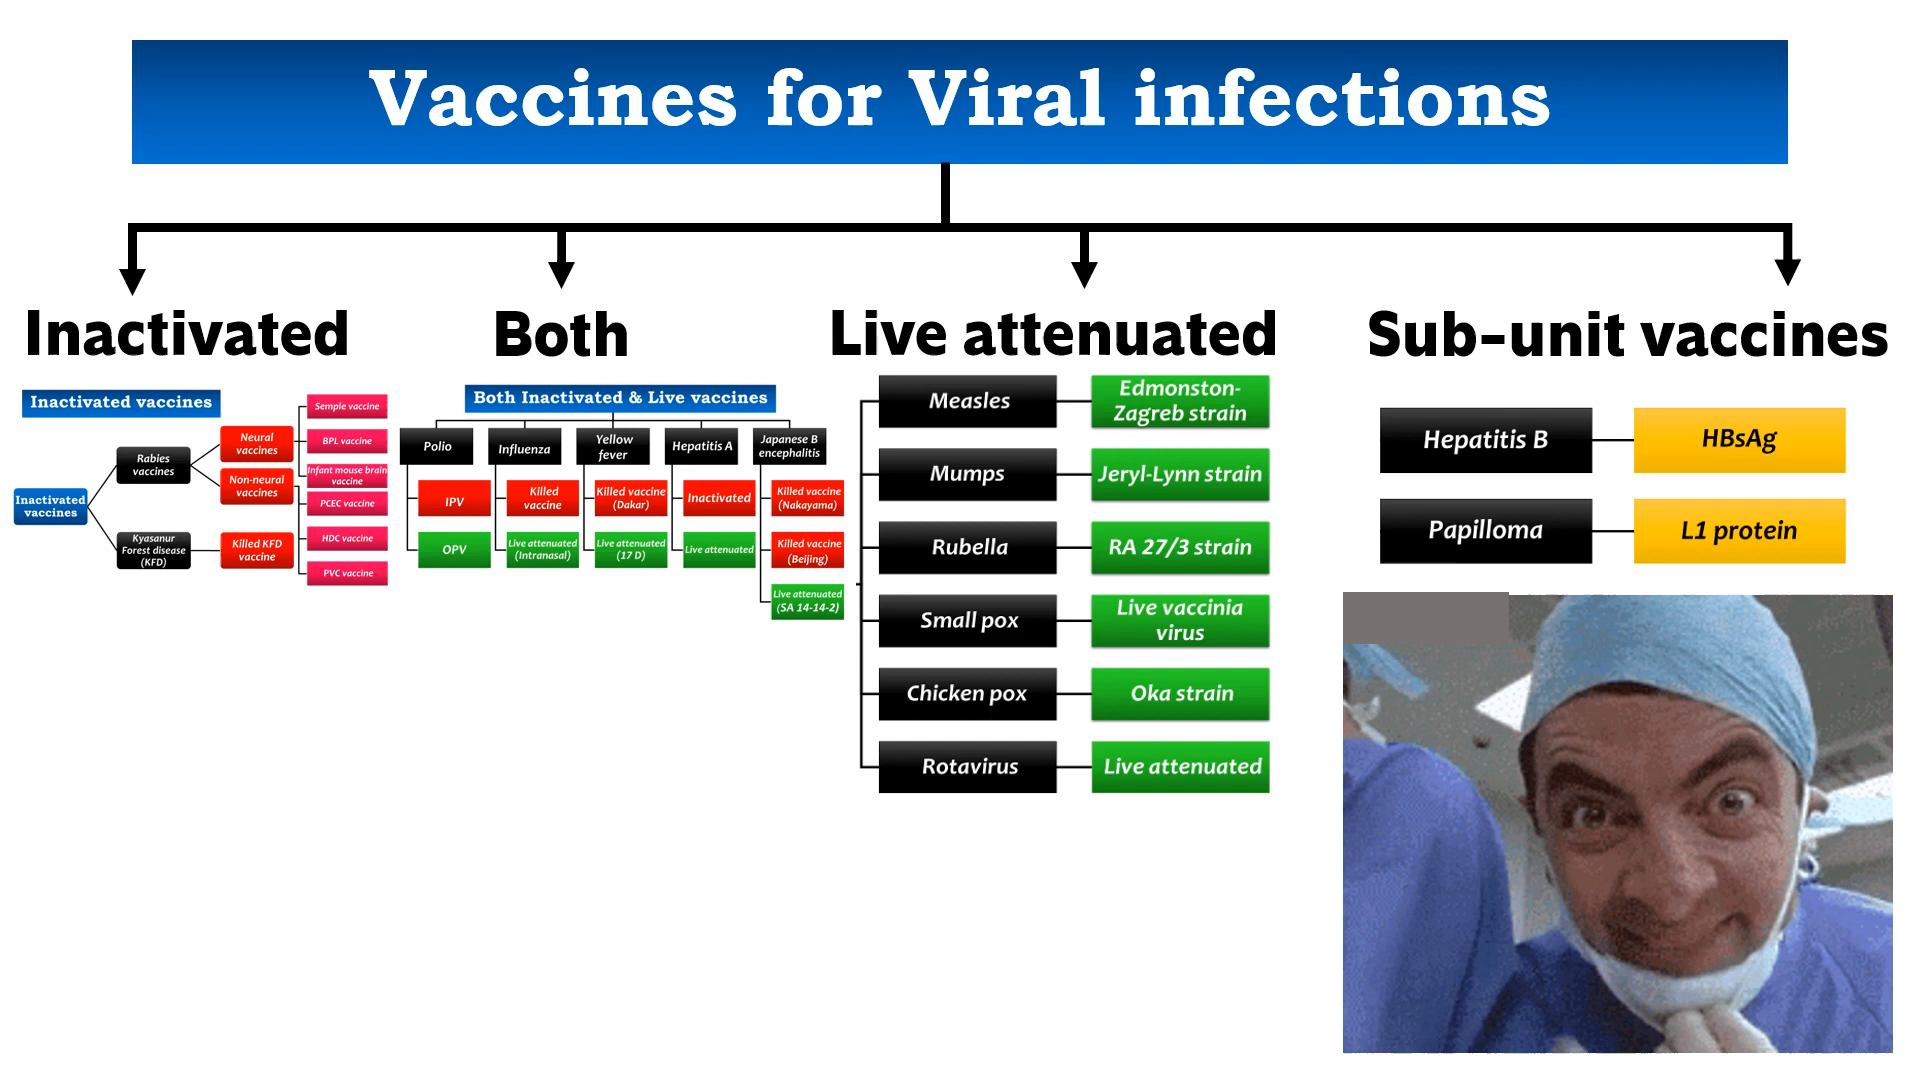 Vaccines for Viral infections
Inactivated
Both
Live attenuated
Sub-unit vaccines
Inactivated vaccines
Inactivated
vaccines
Rabies
vaccines
Kyasanur
Forest disease
(KFD)
Neural
vaccines
Non-neural
vaccines
Killed KFD
vaccine
Semple vaccine
BPL vaccine
Infant mouse brain
vaccine
PCEC vaccine
HDC vaccine
PVC vaccine
Both Inactivated & Live vaccines
Polio
IPV
OPV
Influenza
Killed
vaccine
Live attenuated
(Intranasal)
Yellow
fever
Killed vaccine
(Dakar)
Live attenuated
(17 D)
Hepatitis A
Inactivated
Live attenuated
Japanese B
encephalitis
Killed vaccine
(Nakayama)
Killed vaccine
(Beijing)
Live attenuated
(SA 14-14-2)
Measles
Edmonston-
Zagreb strain
Mumps
Jeryl-Lynn strain
Rubella
RA 27/3 strain
Small pox
Live vaccinia
virus
Chicken pox
Oka strain
Rotavirus
Live attenuated
Hepatitis B
HBsAg
Papilloma
L1 protein